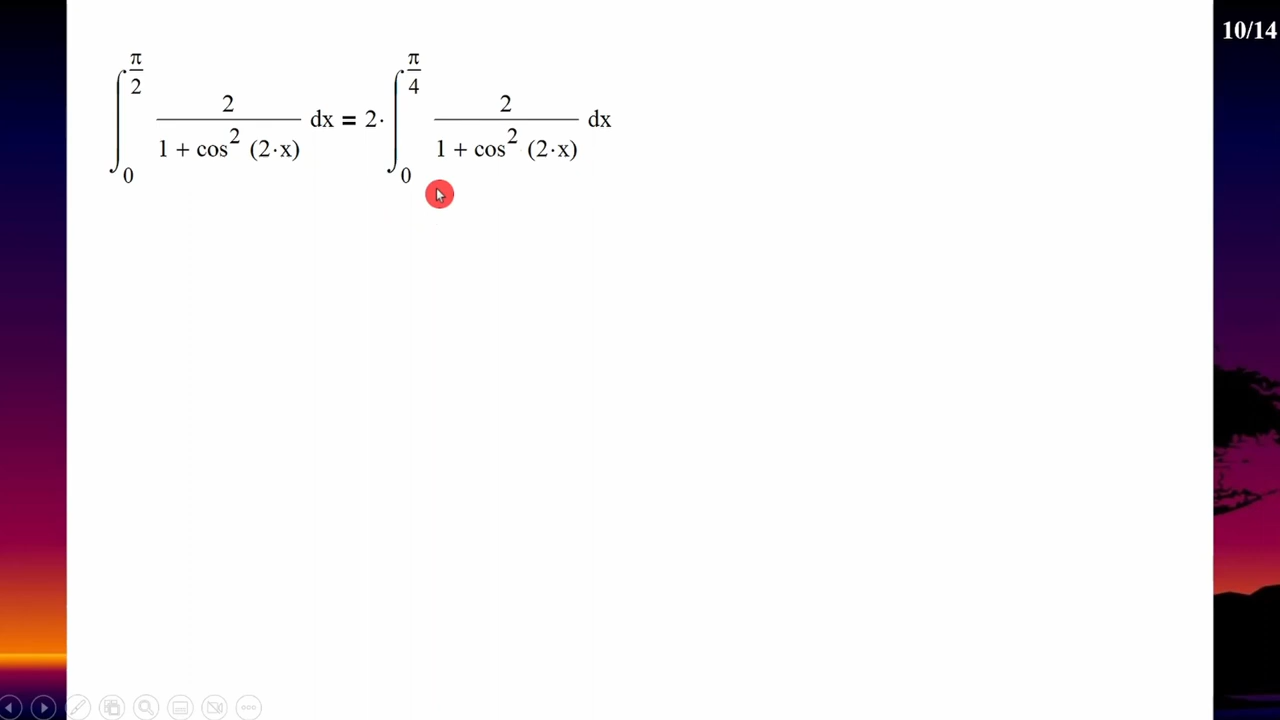 10/14
∫₀^(π/2) 2/(1 + cos² (2·x)) dx = 2· ∫₀^(π/4) 2/(1 + cos² (2·x)) dx